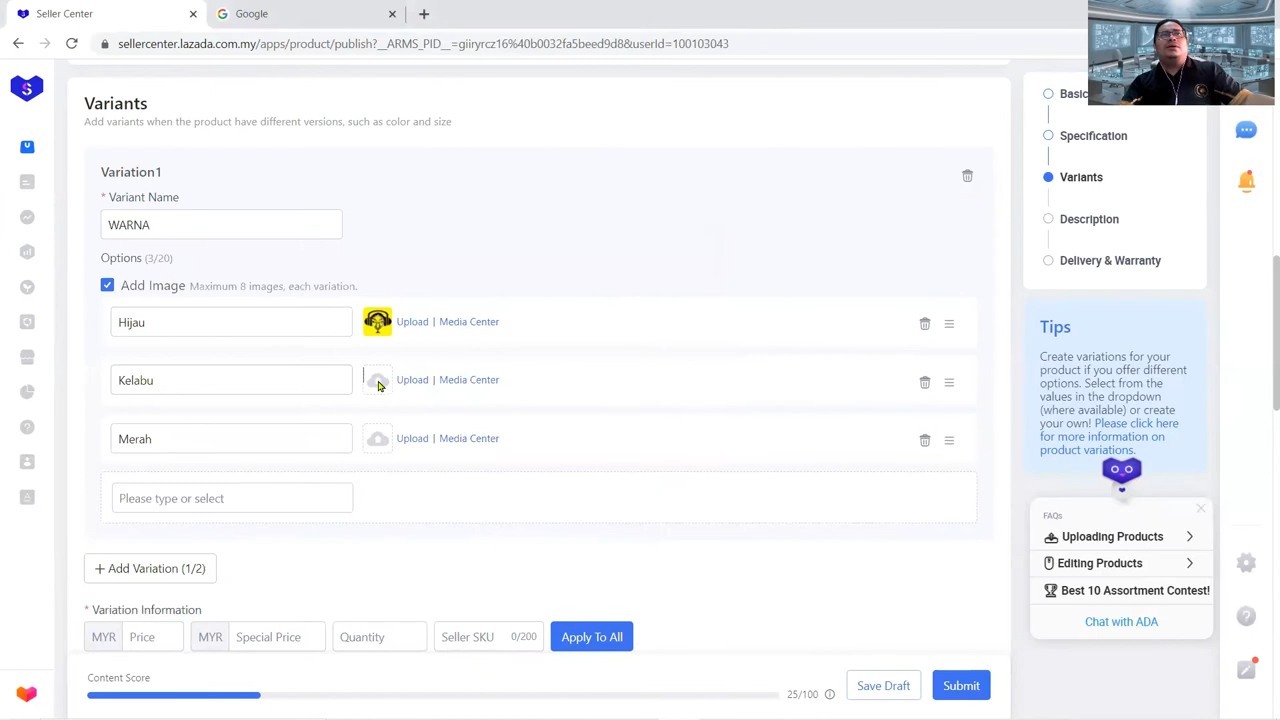 Seller Center
Google
sellercenter.lazada.com.my/apps/product/publish?__ARMS_PID__=gjfyrcz16%4b0032fa5beed9d8&userId=100103043
Variants
Add variants when the product have different versions, such as color and size
Variation1
* Variant Name
WARNA
Options (3/20)
Add Image Maximum 8 images, each variation.
Hijau
Upload | Media Center
Kelabu
Upload | Media Center
Merah
Upload | Media Center
Please type or select
+ Add Variation (1/2)
* Variation Information
MYR Price
MYR Special Price
Quantity
Seller SKU 0/200
Apply To All
Content Score
25/100
Save Draft
Submit
Basic
Specification
Variants
Description
Delivery & Warranty
Tips
Create variations for your
product if you offer different
options. Select from the
values in the dropdown
(where available) or create
your own! Please click here
for more information on
product variations.
FAQs
Uploading Products
Editing Products
Best 10 Assortment Contest!
Chat with ADA